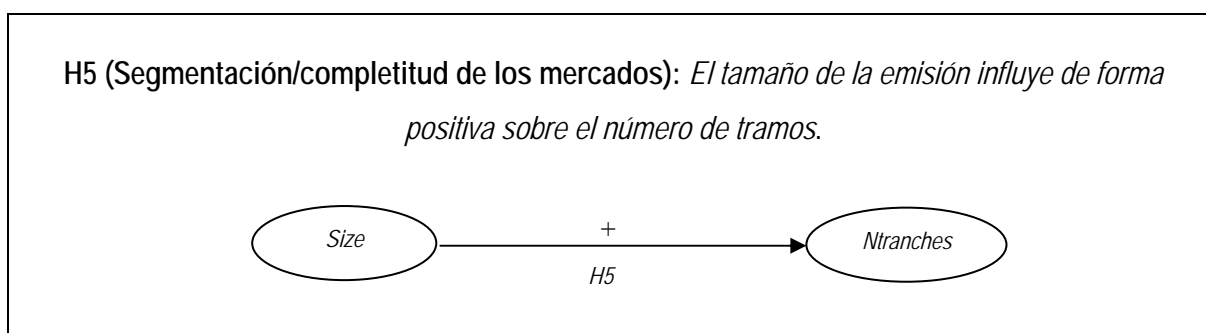 H5 (Segmentación/completitud de los mercados): El tamaño de la emisión influye de forma
positiva sobre el número de tramos.
+
Size
Ntranches
H5